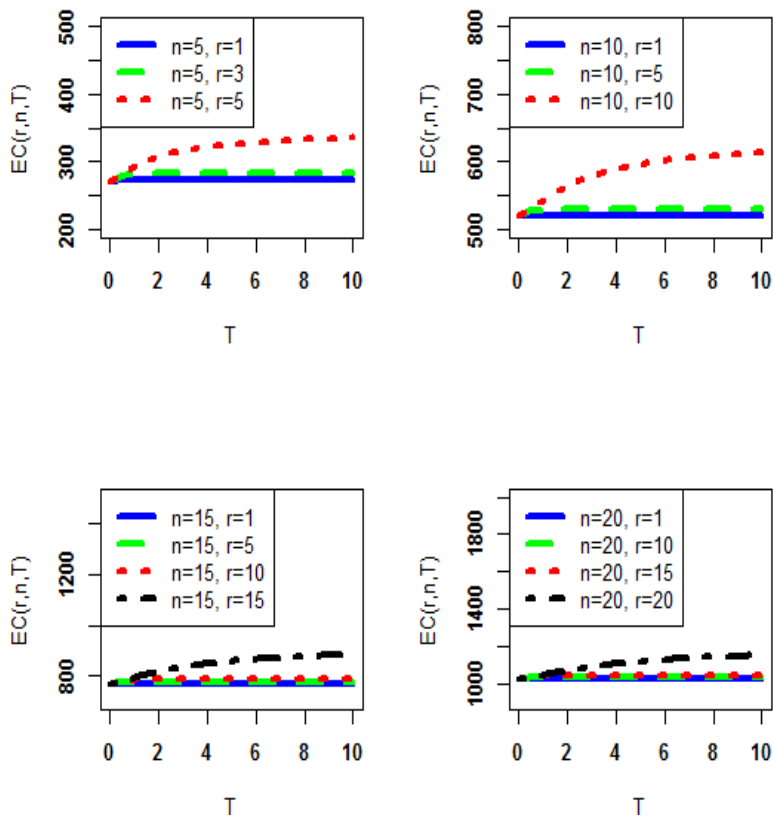 EC(r,n,T)
500
400
300
200
n=5, r=1
n=5, r=3
n=5, r=5
0 2 4 6 8 10
T
EC(r,n,T)
800
700
600
500
n=10, r=1
n=10, r=5
n=10, r=10
0 2 4 6 8 10
T
EC(r,n,T)
1200
800
n=15, r=1
n=15, r=5
n=15, r=10
n=15, r=15
0 2 4 6 8 10
T
EC(r,n,T)
1800
1400
1000
n=20, r=1
n=20, r=10
n=20, r=15
n=20, r=20
0 2 4 6 8 10
T